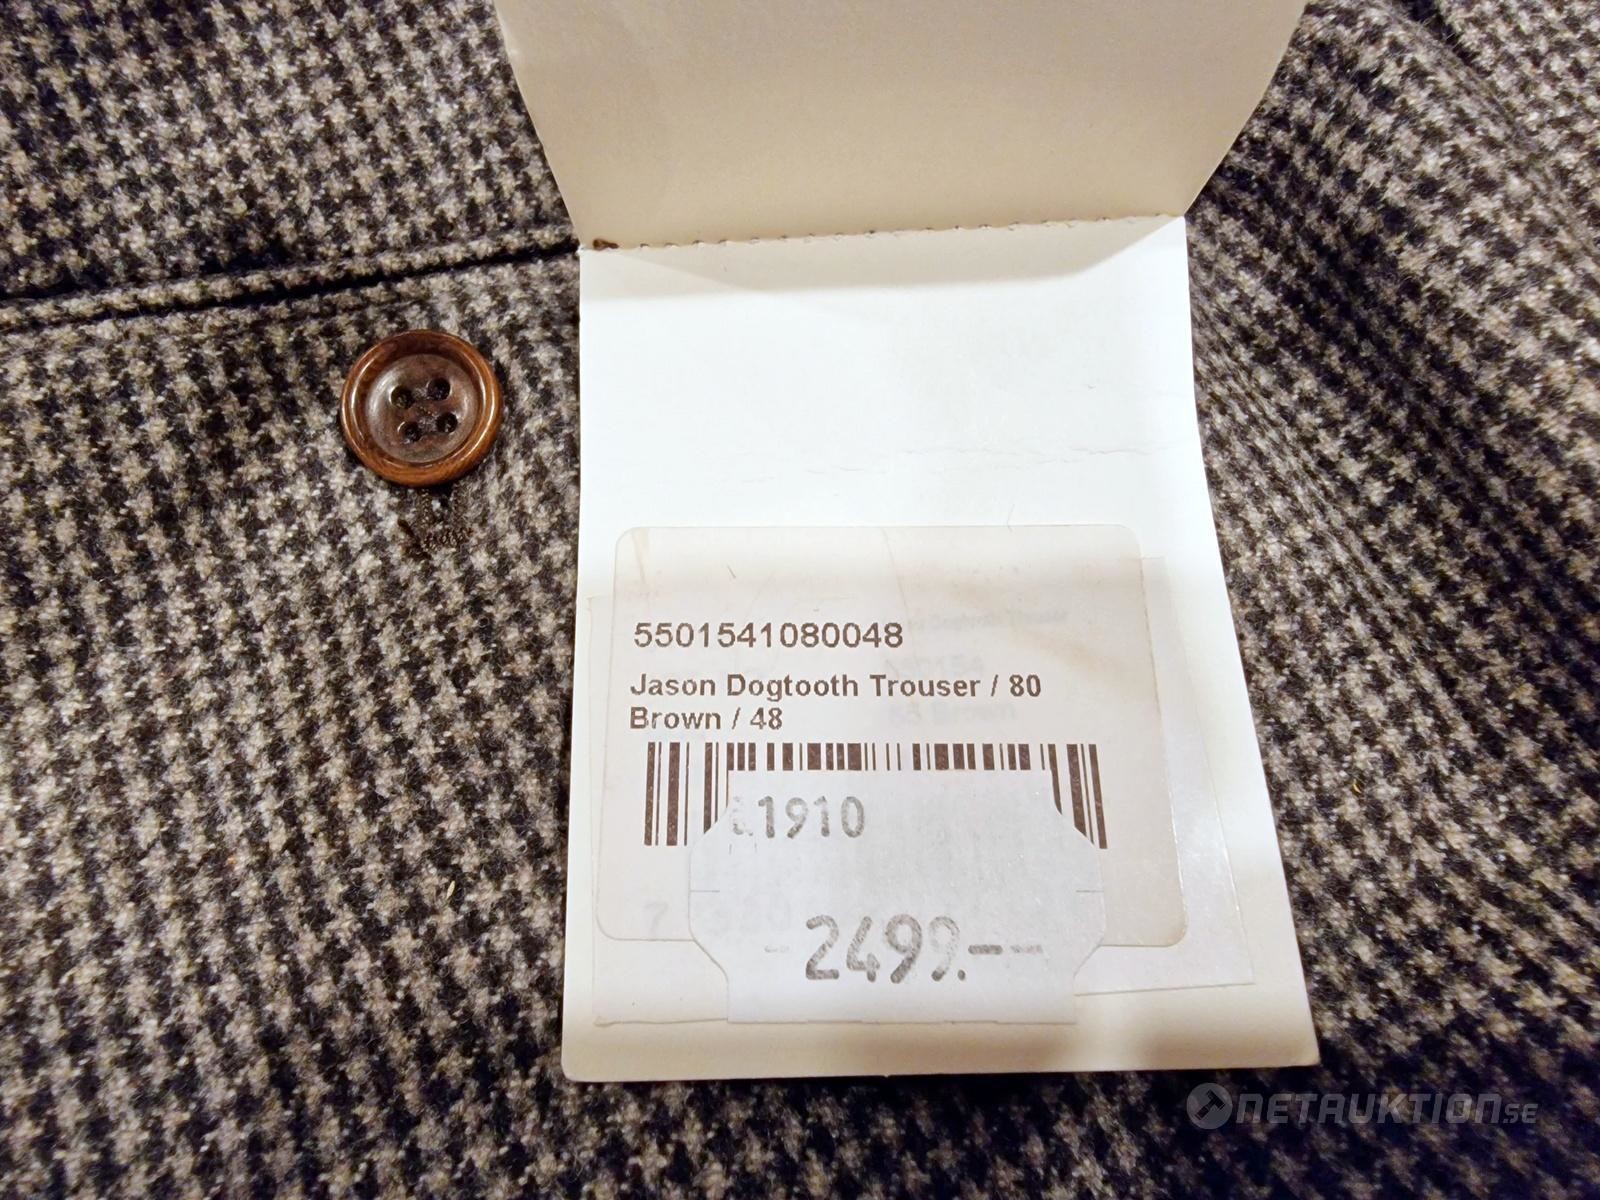 5501541080048
Jason Dogtooth Trouser / 80
Brown / 48
1910
-2499.--
NETAUKTION.SE